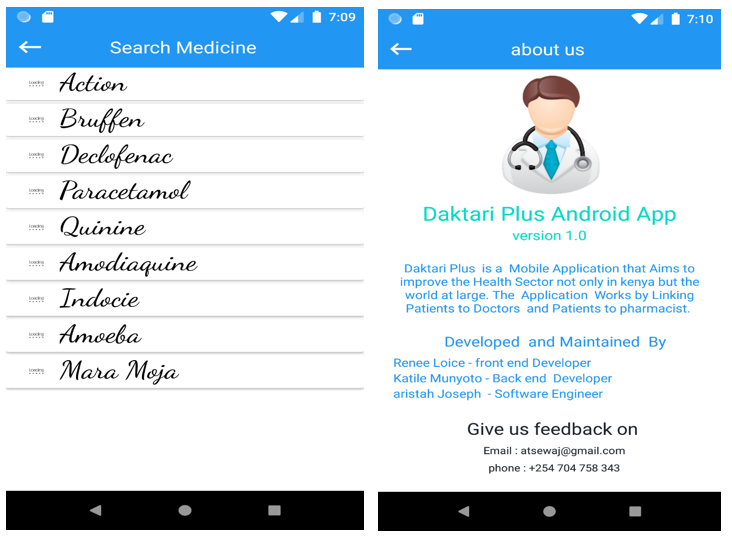 7:09
Search Medicine
Loading
Action
Loading
Bruffen
Loading
Declofenac
Loading
Paracetamol
Loading
Quinine
Loading
Amodiaquine
Loading
Indocie
Loading
Amoeba
Loading
Mara Moja
7:10
about us
Daktari Plus Android App
version 1.0
Daktari Plus is a Mobile Application that Aims to
improve the Health Sector not only in kenya but the
world at large. The Application Works by Linking
Patients to Doctors and Patients to pharmacist.
Developed and Maintained By
Renee Loice - front end Developer
Katile Munyoto - Back end Developer
aristah Joseph - Software Engineer
Give us feedback on
Email : atsewaj@gmail.com
phone : +254 704 758 343